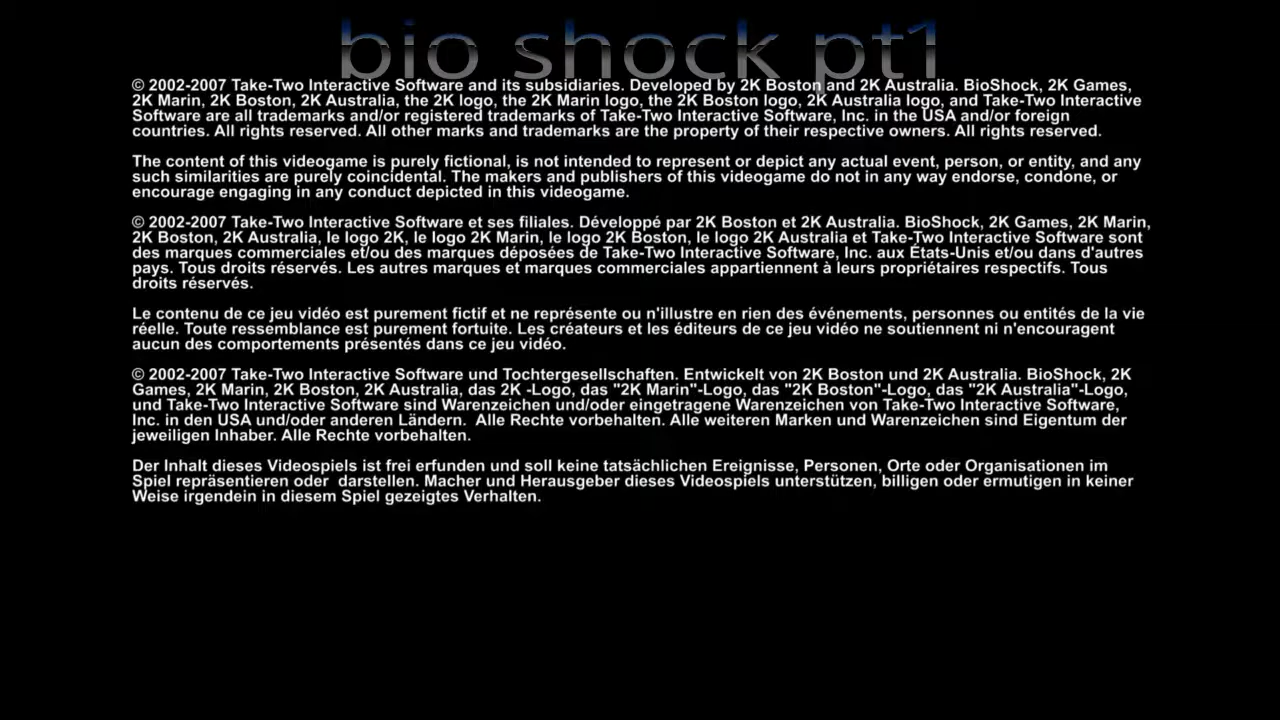 bio shock pt1
© 2002-2007 Take-Two Interactive Software and its subsidiaries. Developed by 2K Boston and 2K Australia. BioShock, 2K Games,
2K Marin, 2K Boston, 2K Australia, the 2K logo, the 2K Marin logo, the 2K Boston logo, 2K Australia logo, and Take-Two Interactive
Software are all trademarks and/or registered trademarks of Take-Two Interactive Software, Inc. in the USA and/or foreign
countries. All rights reserved. All other marks and trademarks are the property of their respective owners. All rights reserved.
The content of this videogame is purely fictional, is not intended to represent or depict any actual event, person, or entity, and any
such similarities are purely coincidental. The makers and publishers of this videogame do not in any way endorse, condone, or
encourage engaging in any conduct depicted in this videogame.
© 2002-2007 Take-Two Interactive Software et ses filiales. Développé par 2K Boston et 2K Australia. BioShock, 2K Games, 2K Marin,
2K Boston, 2K Australia, le logo 2K, le logo 2K Marin, le logo 2K Boston, le logo 2K Australia et Take-Two Interactive Software sont
des marques commerciales et/ou des marques déposées de Take-Two Interactive Software, Inc. aux États-Unis et/ou dans d'autres
pays. Tous droits réservés. Les autres marques et marques commerciales appartiennent à leurs propriétaires respectifs. Tous
droits réservés.
Le contenu de ce jeu vidéo est purement fictif et ne représente ou n'illustre en rien des événements, personnes ou entités de la vie
réelle. Toute ressemblance est purement fortuite. Les créateurs et les éditeurs de ce jeu vidéo ne soutiennent ni n'encouragent
aucun des comportements présentés dans ce jeu vidéo.
© 2002-2007 Take-Two Interactive Software und Tochtergesellschaften. Entwickelt von 2K Boston und 2K Australia. BioShock, 2K
Games, 2K Marin, 2K Boston, 2K Australia, das 2K -Logo, das "2K Marin"-Logo, das "2K Boston"-Logo, das "2K Australia"-Logo,
und Take-Two Interactive Software sind Warenzeichen und/oder eingetragene Warenzeichen von Take-Two Interactive Software,
Inc. in den USA und/oder anderen Ländern.  Alle Rechte vorbehalten. Alle weiteren Marken und Warenzeichen sind Eigentum der
jeweiligen Inhaber. Alle Rechte vorbehalten.
Der Inhalt dieses Videospiels ist frei erfunden und soll keine tatsächlichen Ereignisse, Personen, Orte oder Organisationen im
Spiel repräsentieren oder  darstellen. Macher und Herausgeber dieses Videospiels unterstützen, billigen oder ermutigen in keiner
Weise irgendein in diesem Spiel gezeigtes Verhalten.